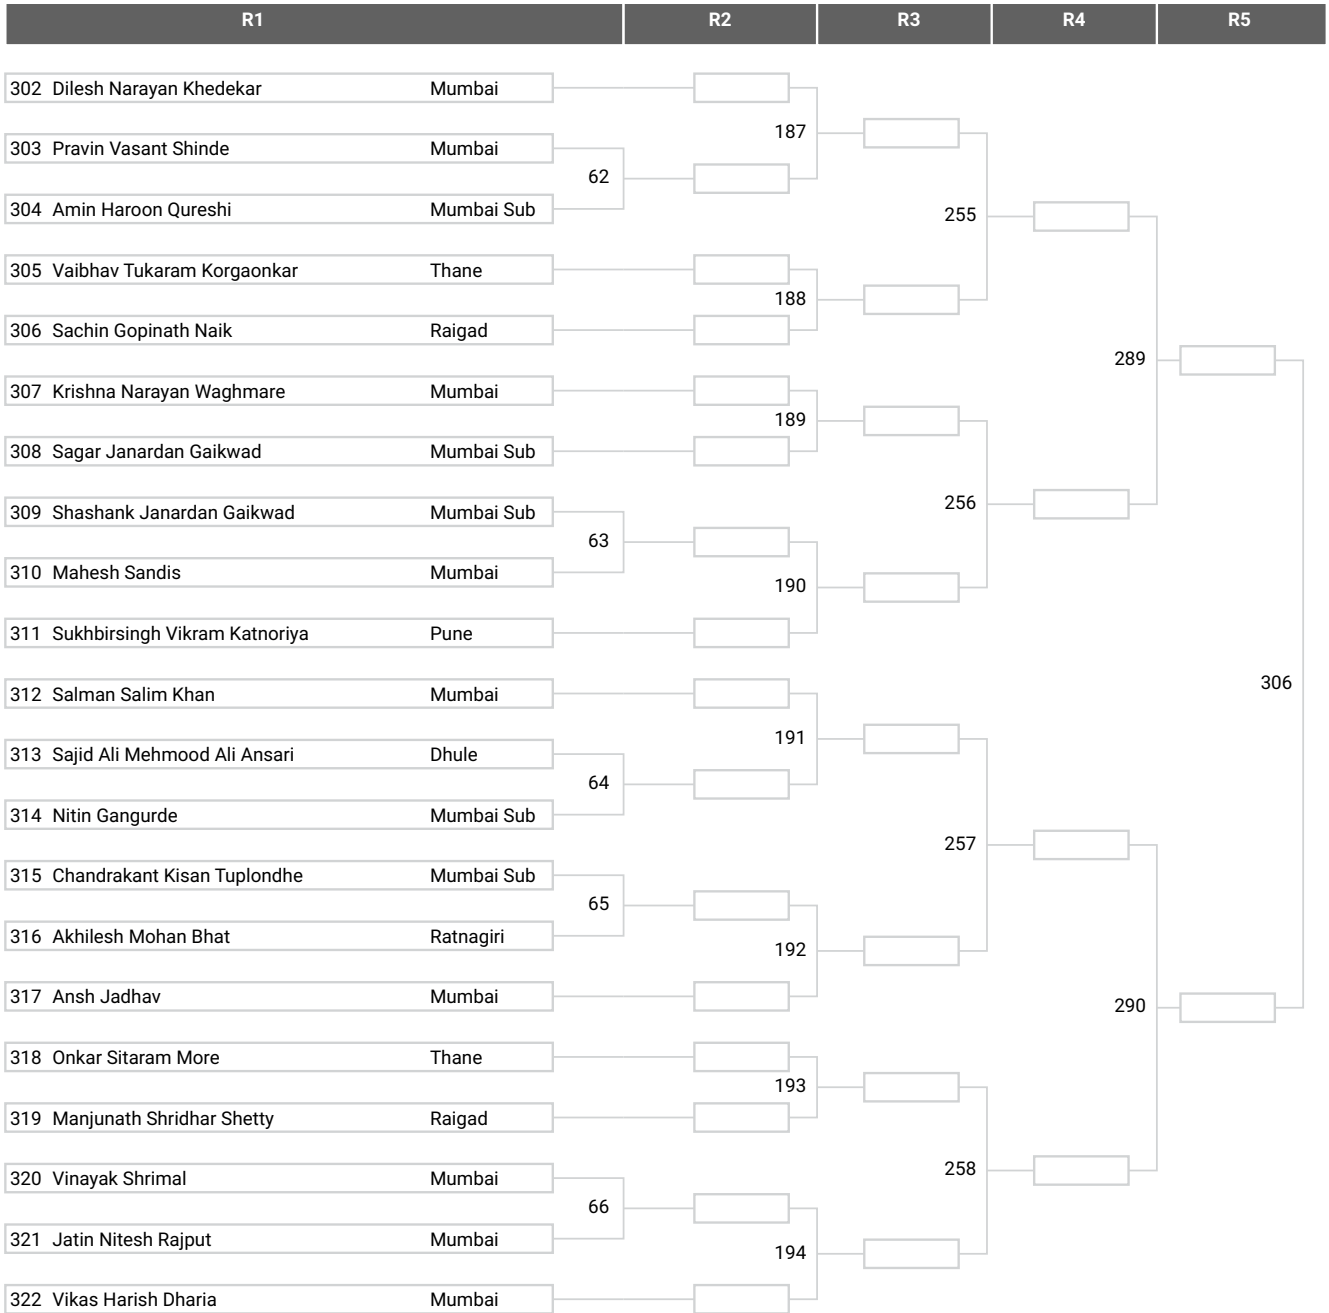 R1 R2 R3 R4 R5
302 Dilesh Narayan Khedekar Mumbai
187
303 Pravin Vasant Shinde Mumbai
62
304 Amin Haroon Qureshi Mumbai Sub
255
305 Vaibhav Tukaram Korgaonkar Thane
188
306 Sachin Gopinath Naik Raigad
289
307 Krishna Narayan Waghmare Mumbai
189
308 Sagar Janardan Gaikwad Mumbai Sub
256
309 Shashank Janardan Gaikwad Mumbai Sub
63
310 Mahesh Sandis Mumbai
190
311 Sukhbirsingh Vikram Katnoriya Pune
306
312 Salman Salim Khan Mumbai
191
313 Sajid Ali Mehmood Ali Ansari Dhule
64
314 Nitin Gangurde Mumbai Sub
257
315 Chandrakant Kisan Tuplondhe Mumbai Sub
65
316 Akhilesh Mohan Bhat Ratnagiri
192
317 Ansh Jadhav Mumbai
290
318 Onkar Sitaram More Thane
193
319 Manjunath Shridhar Shetty Raigad
258
320 Vinayak Shrimal Mumbai
66
321 Jatin Nitesh Rajput Mumbai
194
322 Vikas Harish Dharia Mumbai